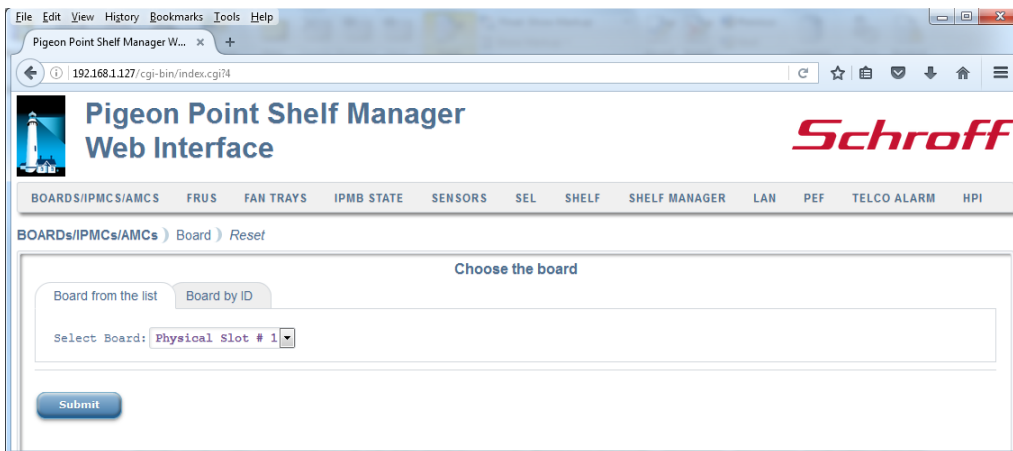 File Edit View History Bookmarks Tools Help
Pigeon Point Shelf Manager W... × +
192.168.1.127/cgi-bin/index.cgi?4
Pigeon Point Shelf Manager
Web Interface
Schroff
BOARDS/IPMCS/AMCS FRUS FAN TRAYS IPMB STATE SENSORS SEL SHELF SHELF MANAGER LAN PEF TELCO ALARM HPI
BOARDs/IPMCs/AMCs ) Board ) Reset
Choose the board
Board from the list Board by ID
Select Board: Physical Slot # 1
Submit